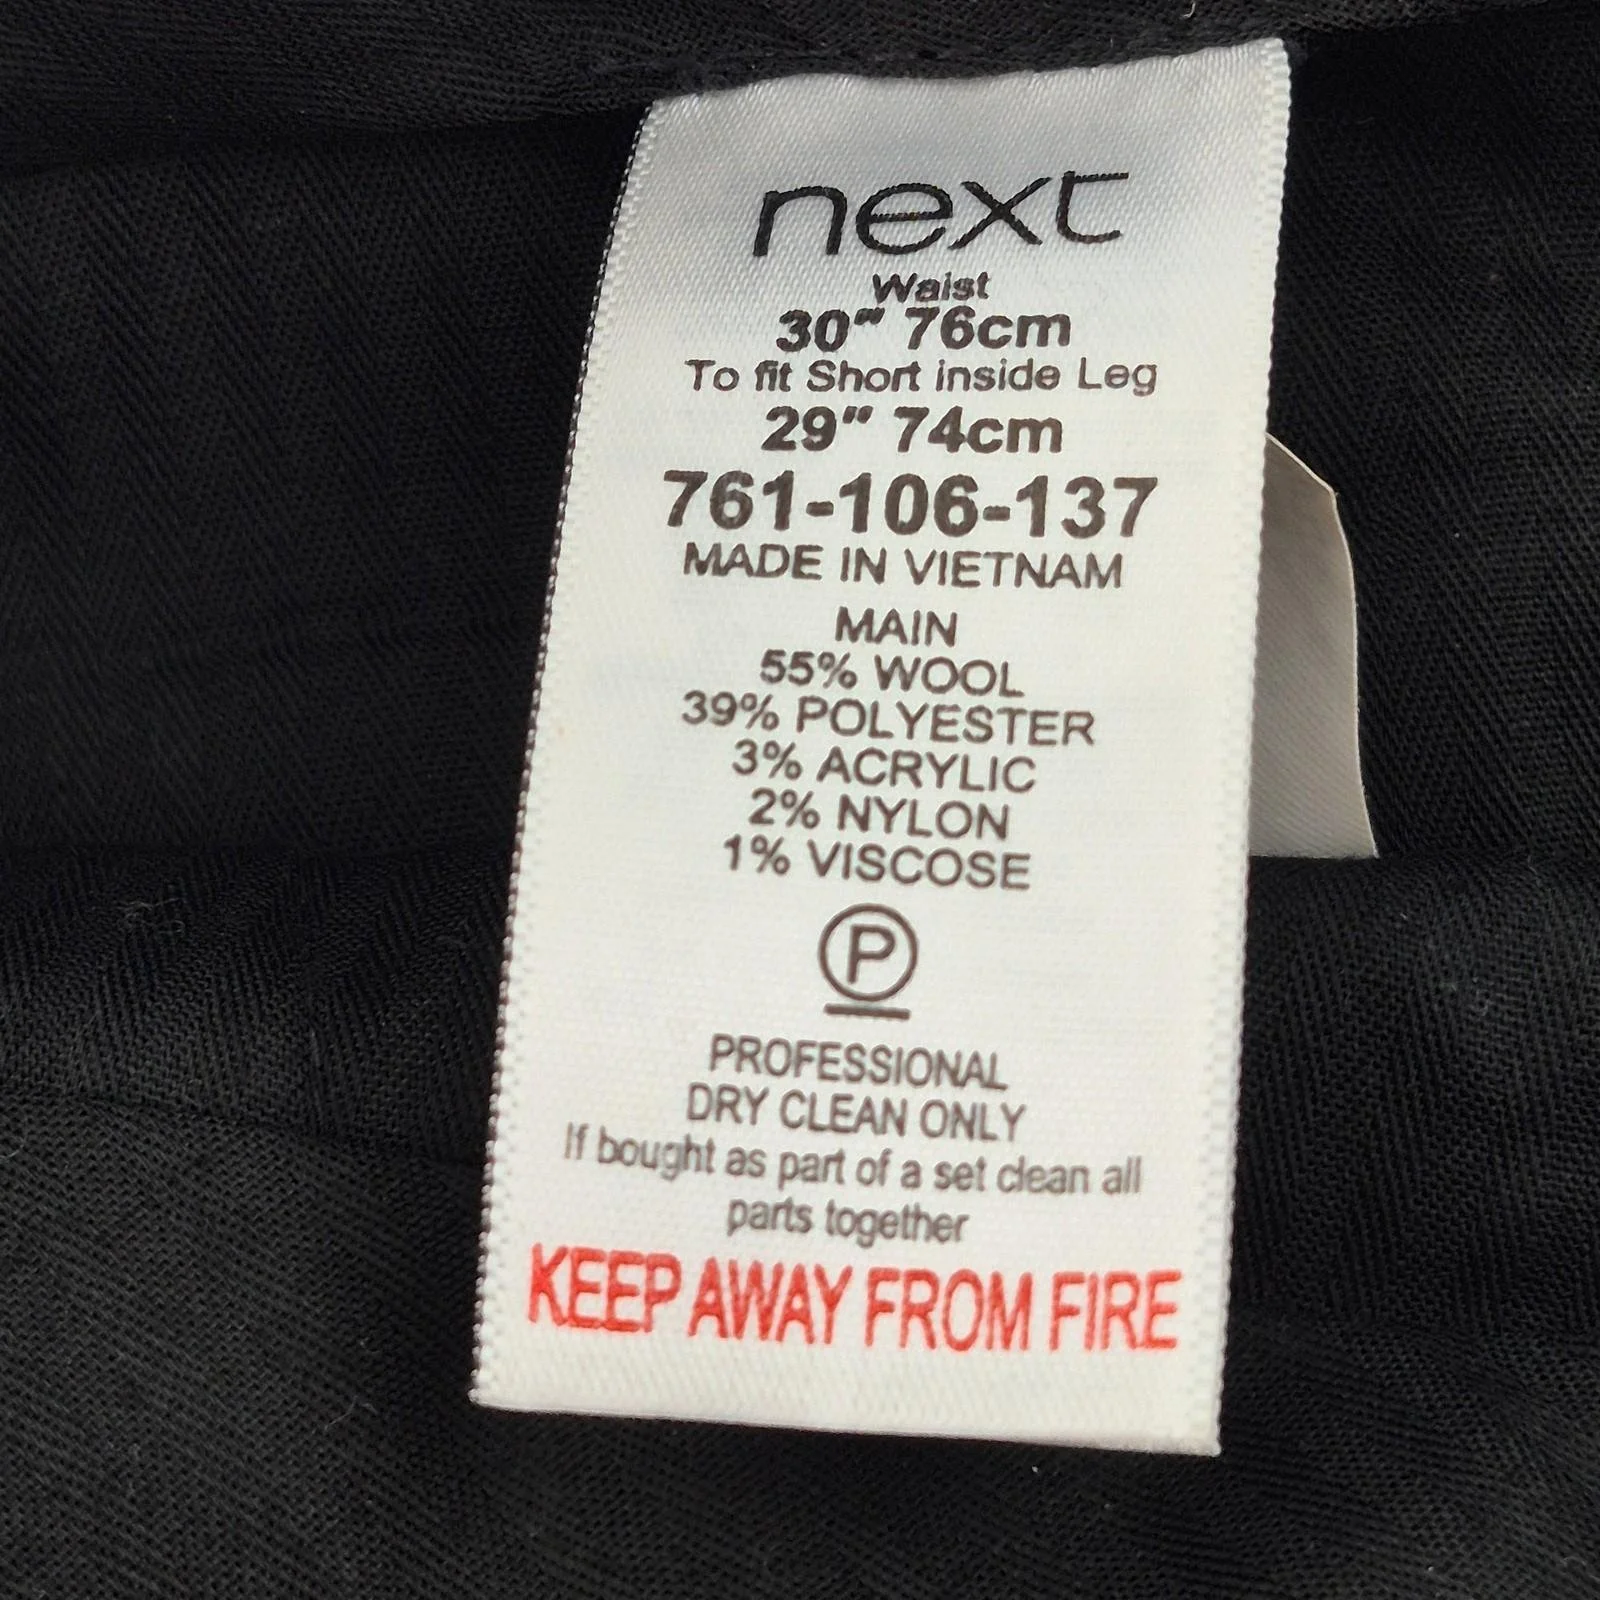 next
Waist
30" 76cm
To fit Short inside Leg
29" 74cm
761-106-137
MADE IN VIETNAM
MAIN
55% WOOL
39% POLYESTER
3% ACRYLIC
2% NYLON
1% VISCOSE
P
PROFESSIONAL
DRY CLEAN ONLY
If bought as part of a set clean all
parts together
KEEP AWAY FROM FIRE